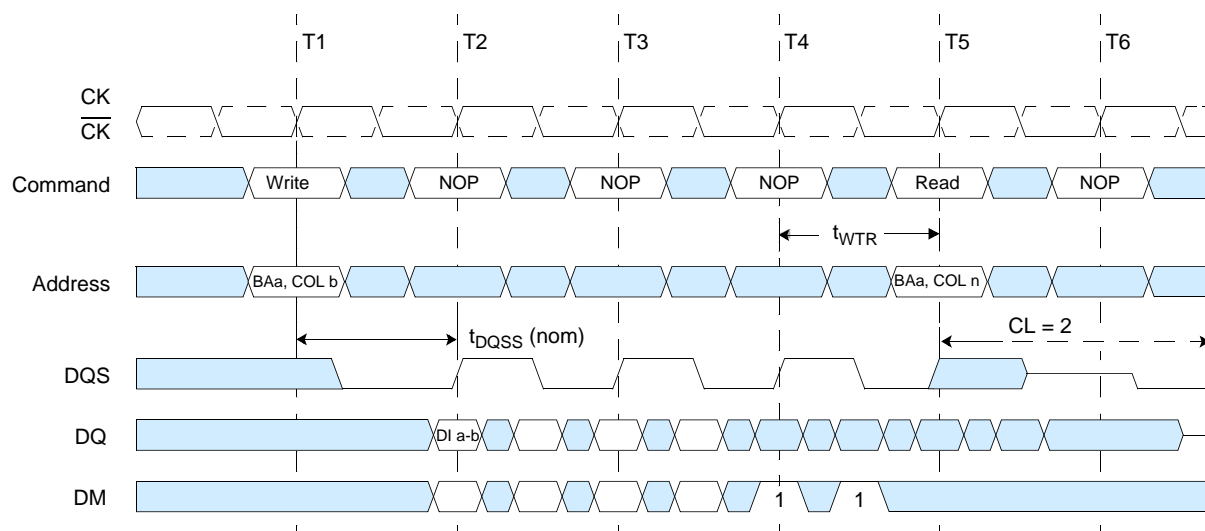 T1 T2 T3 T4 T5 T6
CK
CK
Command Write NOP NOP NOP Read NOP
tWTR
Address BAa, COL b BAa, COL n
tDQSS (nom) CL = 2
DQS
DQ DI a-b
DM 1 1